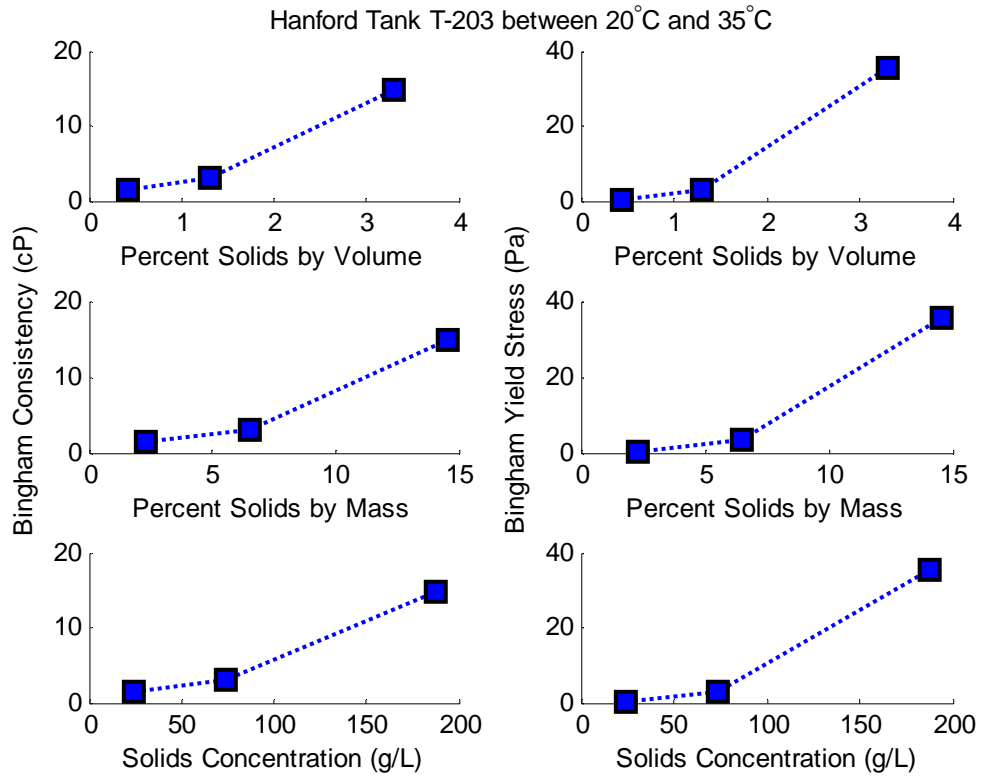 Hanford Tank T-203 between 20°C and 35°C
Bingham Consistency (cP)
20
10
0
0 1 2 3 4
Percent Solids by Volume
20
10
0
0 5 10 15
Percent Solids by Mass
20
10
0
0 50 100 150 200
Solids Concentration (g/L)
Bingham Yield Stress (Pa)
40
20
0
0 1 2 3 4
Percent Solids by Volume
40
20
0
0 5 10 15
Percent Solids by Mass
40
20
0
0 50 100 150 200
Solids Concentration (g/L)